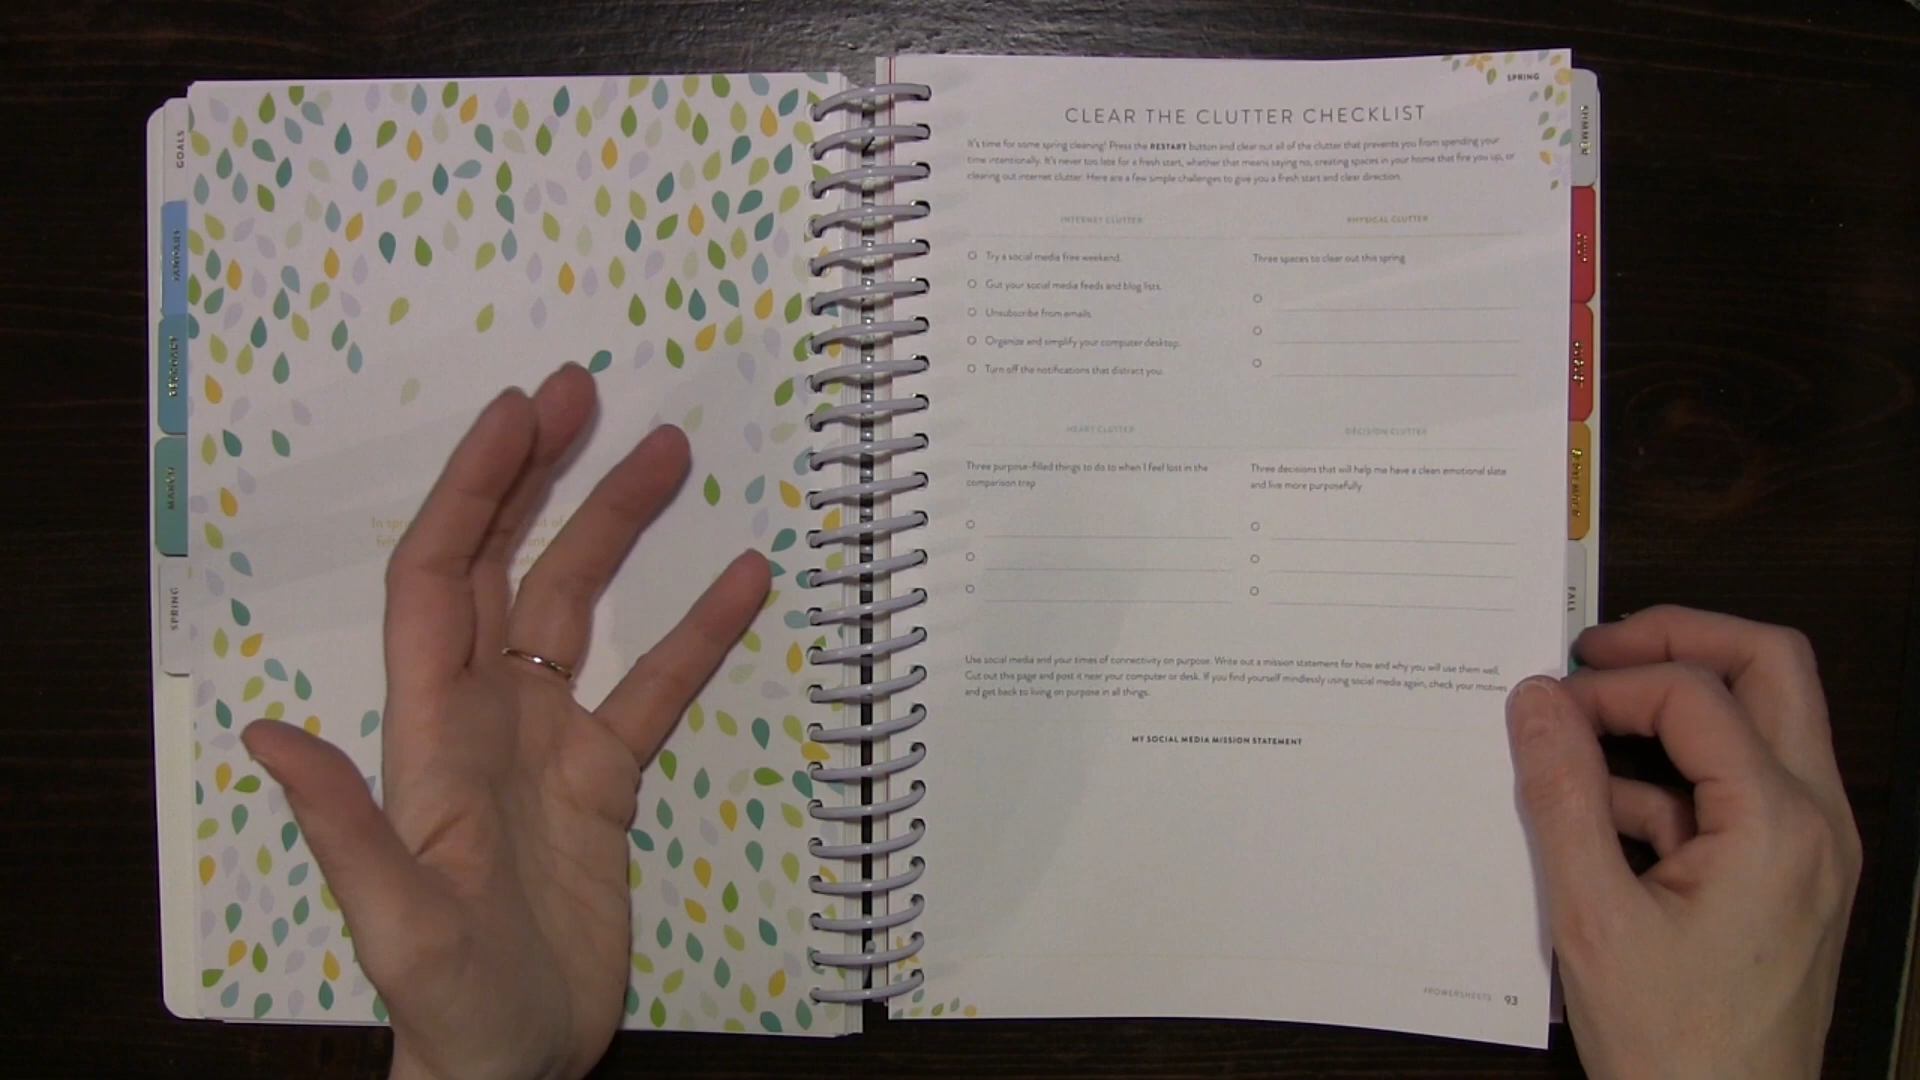 GOALS
JANUARY
MARCH
SPRING
In spr
SPRING
CLEAR THE CLUTTER CHECKLIST
It's time for some spring cleaning! Press the RESTART button and clear out all of the clutter that prevents you from spending your
time intentionally. It's never too late for a fresh start, whether that means saying no, creating spaces in your home that fire you up, or
clearing out internet clutter. Here are a few simple challenges to give you a fresh start and clear direction.
INTERNET CLUTTER
Try a social media free weekend.
Gut your social media feeds and blog lists.
Unsubscribe from emails.
Organize and simplify your computer desktop.
Turn off the notifications that distract you.
PHYSICAL CLUTTER
Three spaces to clear out this spring
HEART CLUTTER
Three purpose-filled things to do to when I feel lost in the
comparison trap
DECISION CLUTTER
Three decisions that will help me have a clean emotional slate
and live more purposefully
Use social media and your times of connectivity on purpose. Write out a mission statement for how and why you will use them well.
Cut out this page and post it near your computer or desk. If you find yourself mindlessly using social media again, check your motives
and get back to living on purpose in all things.
MY SOCIAL MEDIA MISSION STATEMENT
POWERSHEETS 93
SUMMER
FALL